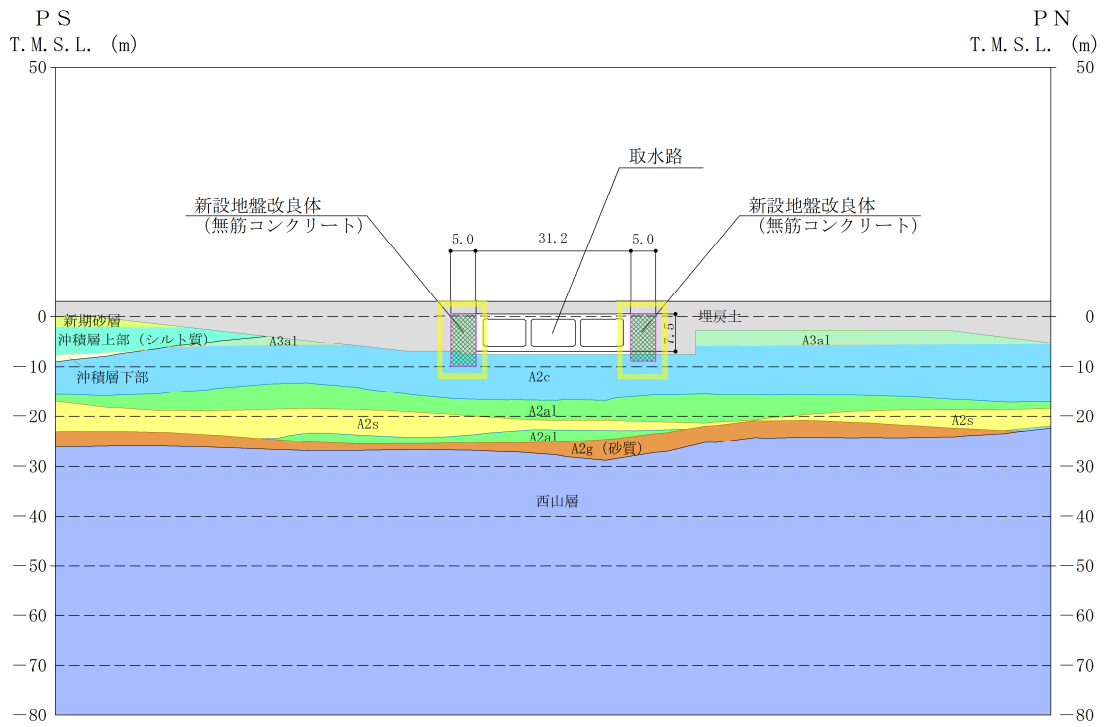 PS
PN
T.M.S.L. (m)
T.M.S.L. (m)
50
50
取水路
新設地盤改良体
(無筋コンクリート)
新設地盤改良体
(無筋コンクリート)
5.0
31.2
5.0
0
新期砂層
埋戻土
0
沖積層上部 (シルト質)
A3al
7.5
A3al
-10
沖積層下部
A2c
-10
-20
A2al
A2s
A2s
-20
A2al
A2g (砂質)
-30
-30
西山層
-40
-40
-50
-50
-60
-60
-70
-70
-80
-80